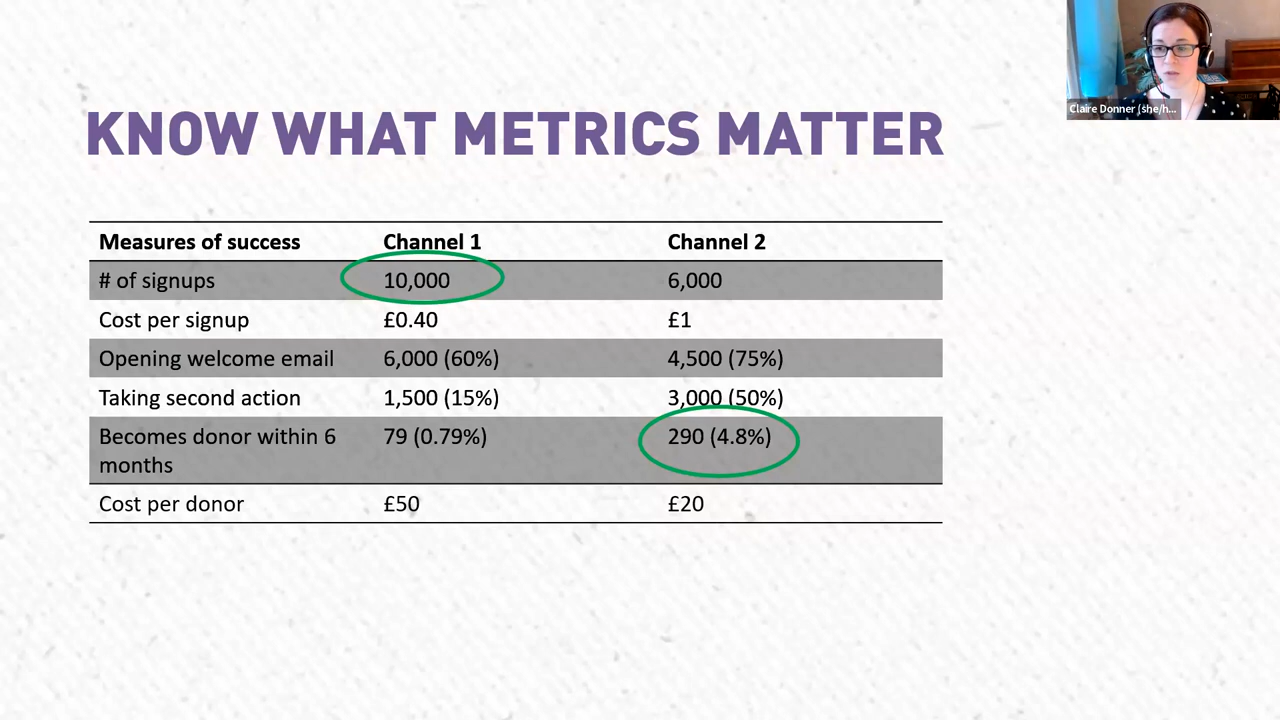 Claire Donner (she/h...
KNOW WHAT METRICS MATTER
Measures of success Channel 1 Channel 2
# of signups 10,000 6,000
Cost per signup £0.40 £1
Opening welcome email 6,000 (60%) 4,500 (75%)
Taking second action 1,500 (15%) 3,000 (50%)
Becomes donor within 6 79 (0.79%) 290 (4.8%)
months
Cost per donor £50 £20